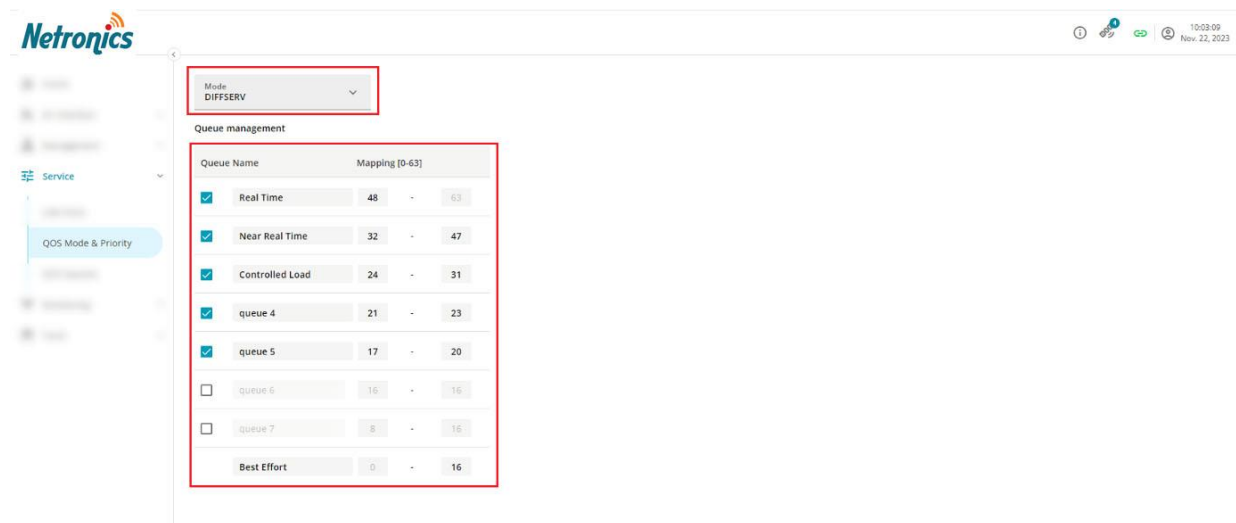 Netronics
4
10:03:09
Nov. 22, 2023
Mode
DIFFSERV
Queue management
Queue Name Mapping [0-63]
Service
Real Time 48 - 63
QOS Mode & Priority
Near Real Time 32 - 47
Controlled Load 24 - 31
queue 4 21 - 23
queue 5 17 - 20
queue 6 16 - 16
queue 7 8 - 16
Best Effort 0 - 16